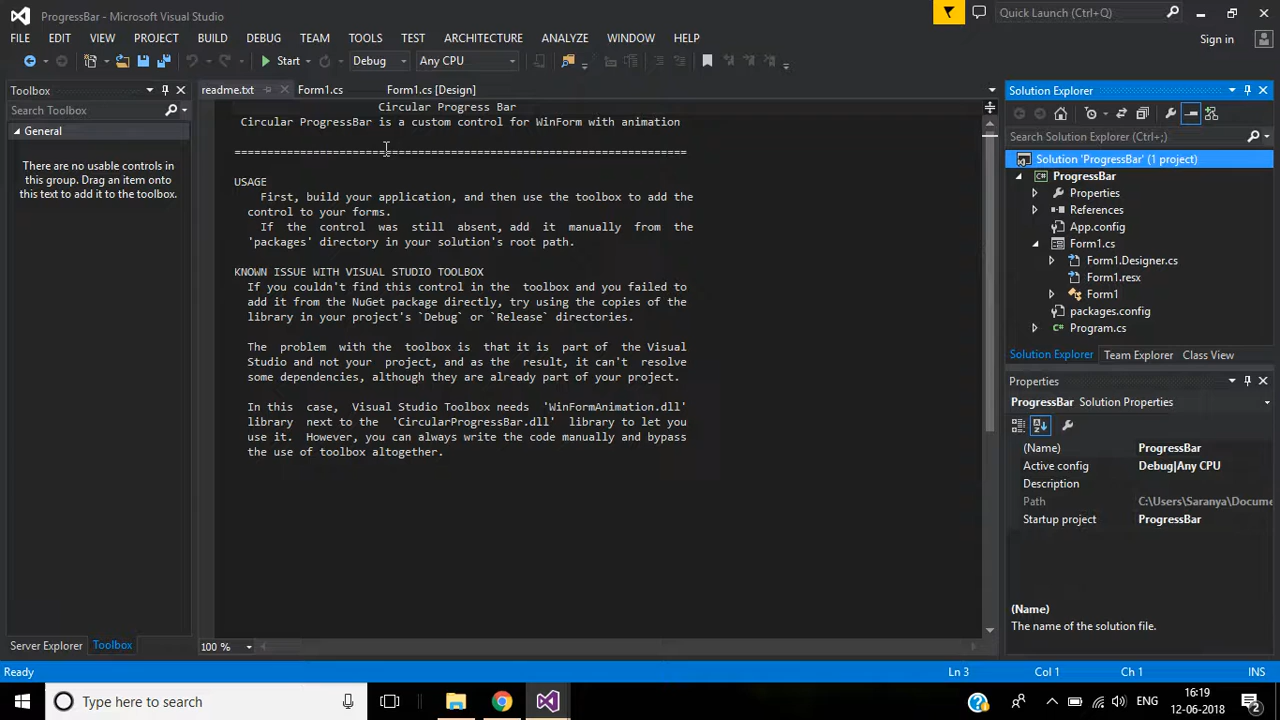 ProgressBar - Microsoft Visual Studio
Quick Launch (Ctrl+Q)
FILE EDIT VIEW PROJECT BUILD DEBUG TEAM TOOLS TEST ARCHITECTURE ANALYZE WINDOW HELP
Sign in
Start Debug Any CPU
Toolbox
Search Toolbox
General
There are no usable controls in
this group. Drag an item onto
this text to add it to the toolbox.
Server Explorer Toolbox
readme.txt Form1.cs Form1.cs [Design]
Circular Progress Bar
Circular ProgressBar is a custom control for WinForm with animation
=====================================================================
USAGE
First, build your application, and then use the toolbox to add the
control to your forms.
If the control was still absent, add it manually from the
'packages' directory in your solution's root path.
KNOWN ISSUE WITH VISUAL STUDIO TOOLBOX
If you couldn't find this control in the toolbox and you failed to
add it from the NuGet package directly, try using the copies of the
library in your project's `Debug` or `Release` directories.
The problem with the toolbox is that it is part of the Visual
Studio and not your project, and as the result, it can't resolve
some dependencies, although they are already part of your project.
In this case, Visual Studio Toolbox needs 'WinFormAnimation.dll'
library next to the 'CircularProgressBar.dll' library to let you
use it. However, you can always write the code manually and bypass
the use of toolbox altogether.
100 %
Solution Explorer
Search Solution Explorer (Ctrl+;)
Solution 'ProgressBar' (1 project)
ProgressBar
Properties
References
App.config
Form1.cs
Form1.Designer.cs
Form1.resx
Form1
packages.config
Program.cs
Solution Explorer Team Explorer Class View
Properties
ProgressBar Solution Properties
(Name) ProgressBar
Active config Debug|Any CPU
Description
Path C:\Users\Saranya\Docume
Startup project ProgressBar
(Name)
The name of the solution file.
Ready Ln 3 Col 1 Ch 1 INS
Type here to search
ENG
16:19
12-06-2018
2